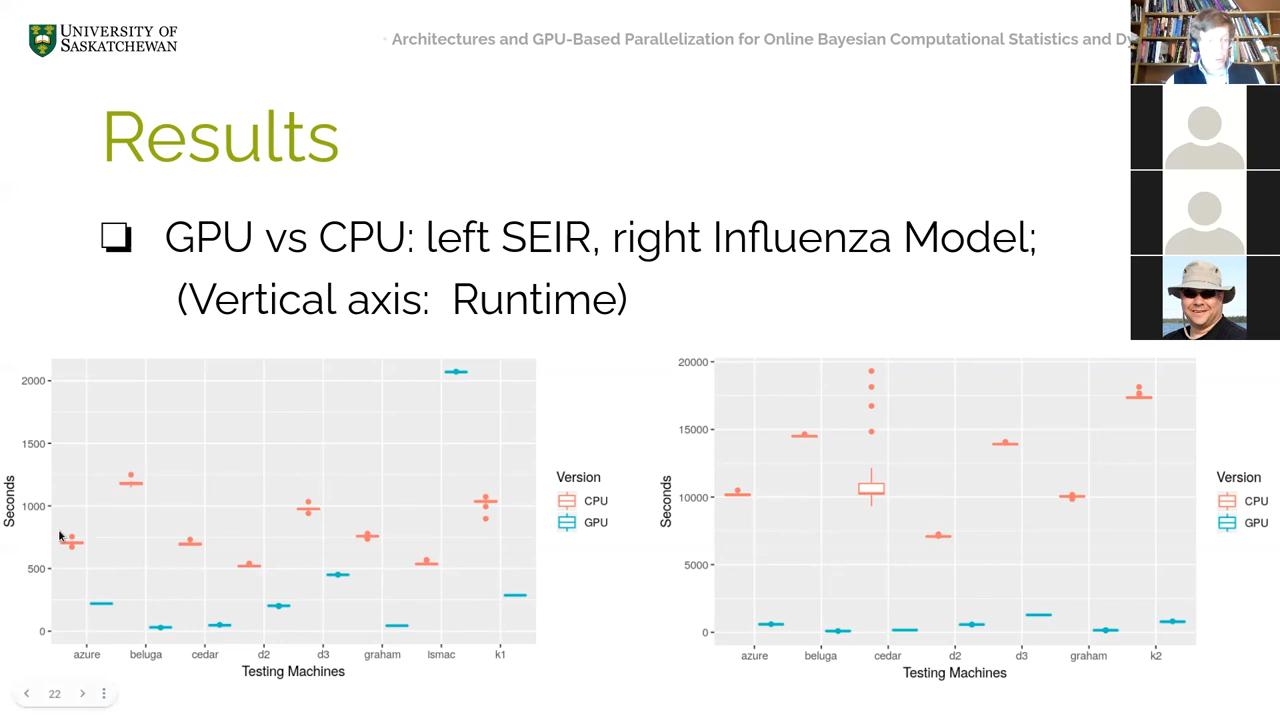 UNIVERSITY OF
SASKATCHEWAN
Architectures and GPU-Based Parallelization for Online Bayesian Computational Statistics and
Results
GPU vs CPU: left SEIR, right Influenza Model;
(Vertical axis: Runtime)
2000
1500
1000
500
0
Seconds
azure beluga cedar d2 d3 graham lsmac k1
Testing Machines
Version
CPU
GPU
20000
15000
10000
5000
0
Seconds
azure beluga cedar d2 d3 graham k2
Testing Machines
Version
CPU
GPU
22